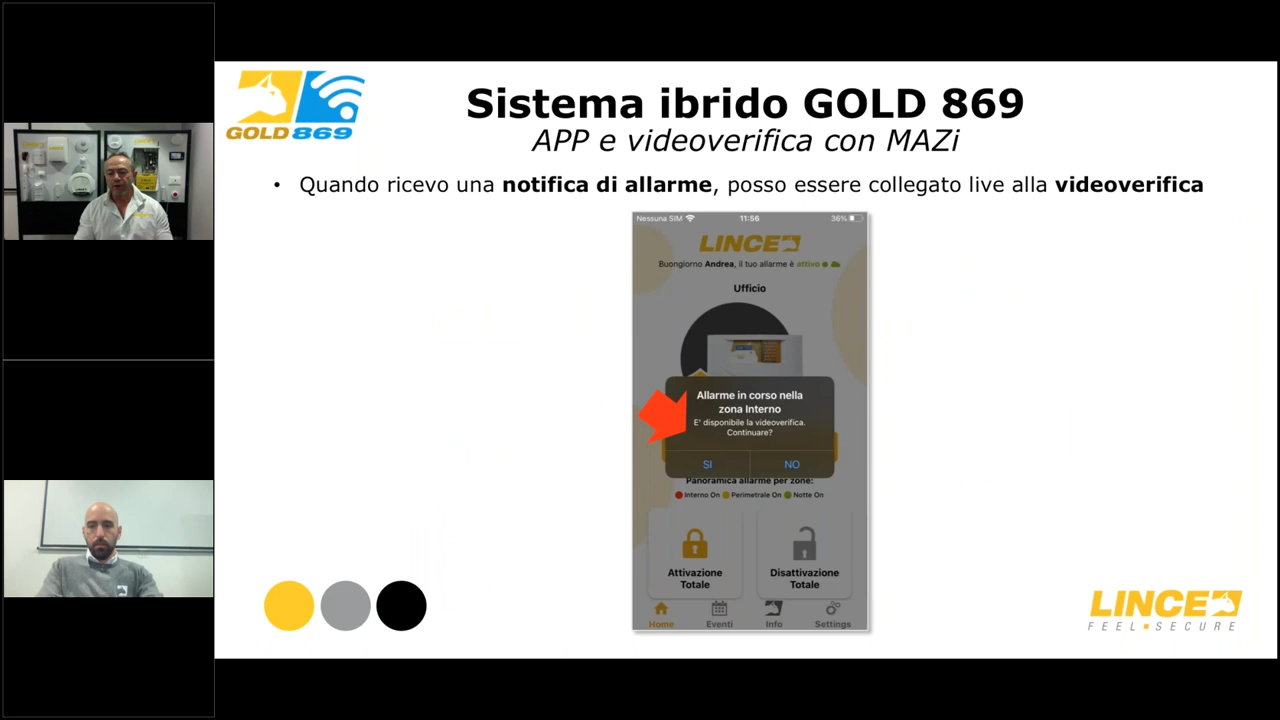 GOLD 869
Sistema ibrido GOLD 869
APP e videoverifica con MAZi
• Quando ricevo una notifica di allarme, posso essere collegato live alla videoverifica
Nessuna SIM 11:56 36%
LINCE
Buongiorno Andrea, il tuo allarme è attivo
Ufficio
Allarme in corso nella
zona Interno
E' disponibile la videoverifica.
Continuare?
SI NO
Panoramica allarme per zone:
Interno On Perimetrale On Notte On
Attivazione
Totale
Disattivazione
Totale
Home Eventi Info Settings
LINCE
FEEL SECURE